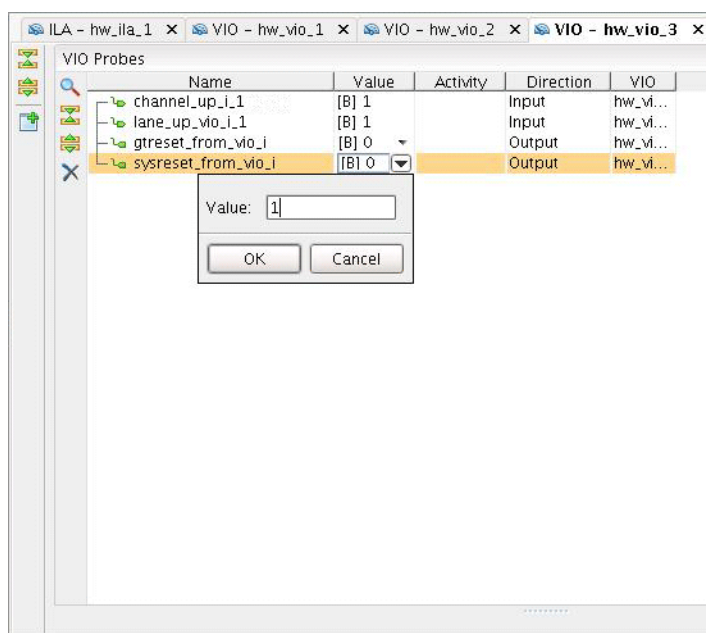 ILA - hw_ila_1 VIO - hw_vio_1 VIO - hw_vio_2 VIO - hw_vio_3
VIO Probes
Name Value Activity Direction VIO
channel_up_i_1 [B] 1 Input hw_vi...
lane_up_vio_i_1 [B] 1 Input hw_vi...
gtreset_from_vio_i [B] 0 Output hw_vi...
sysreset_from_vio_i [B] 0 Output hw_vi...
Value: 1
OK Cancel